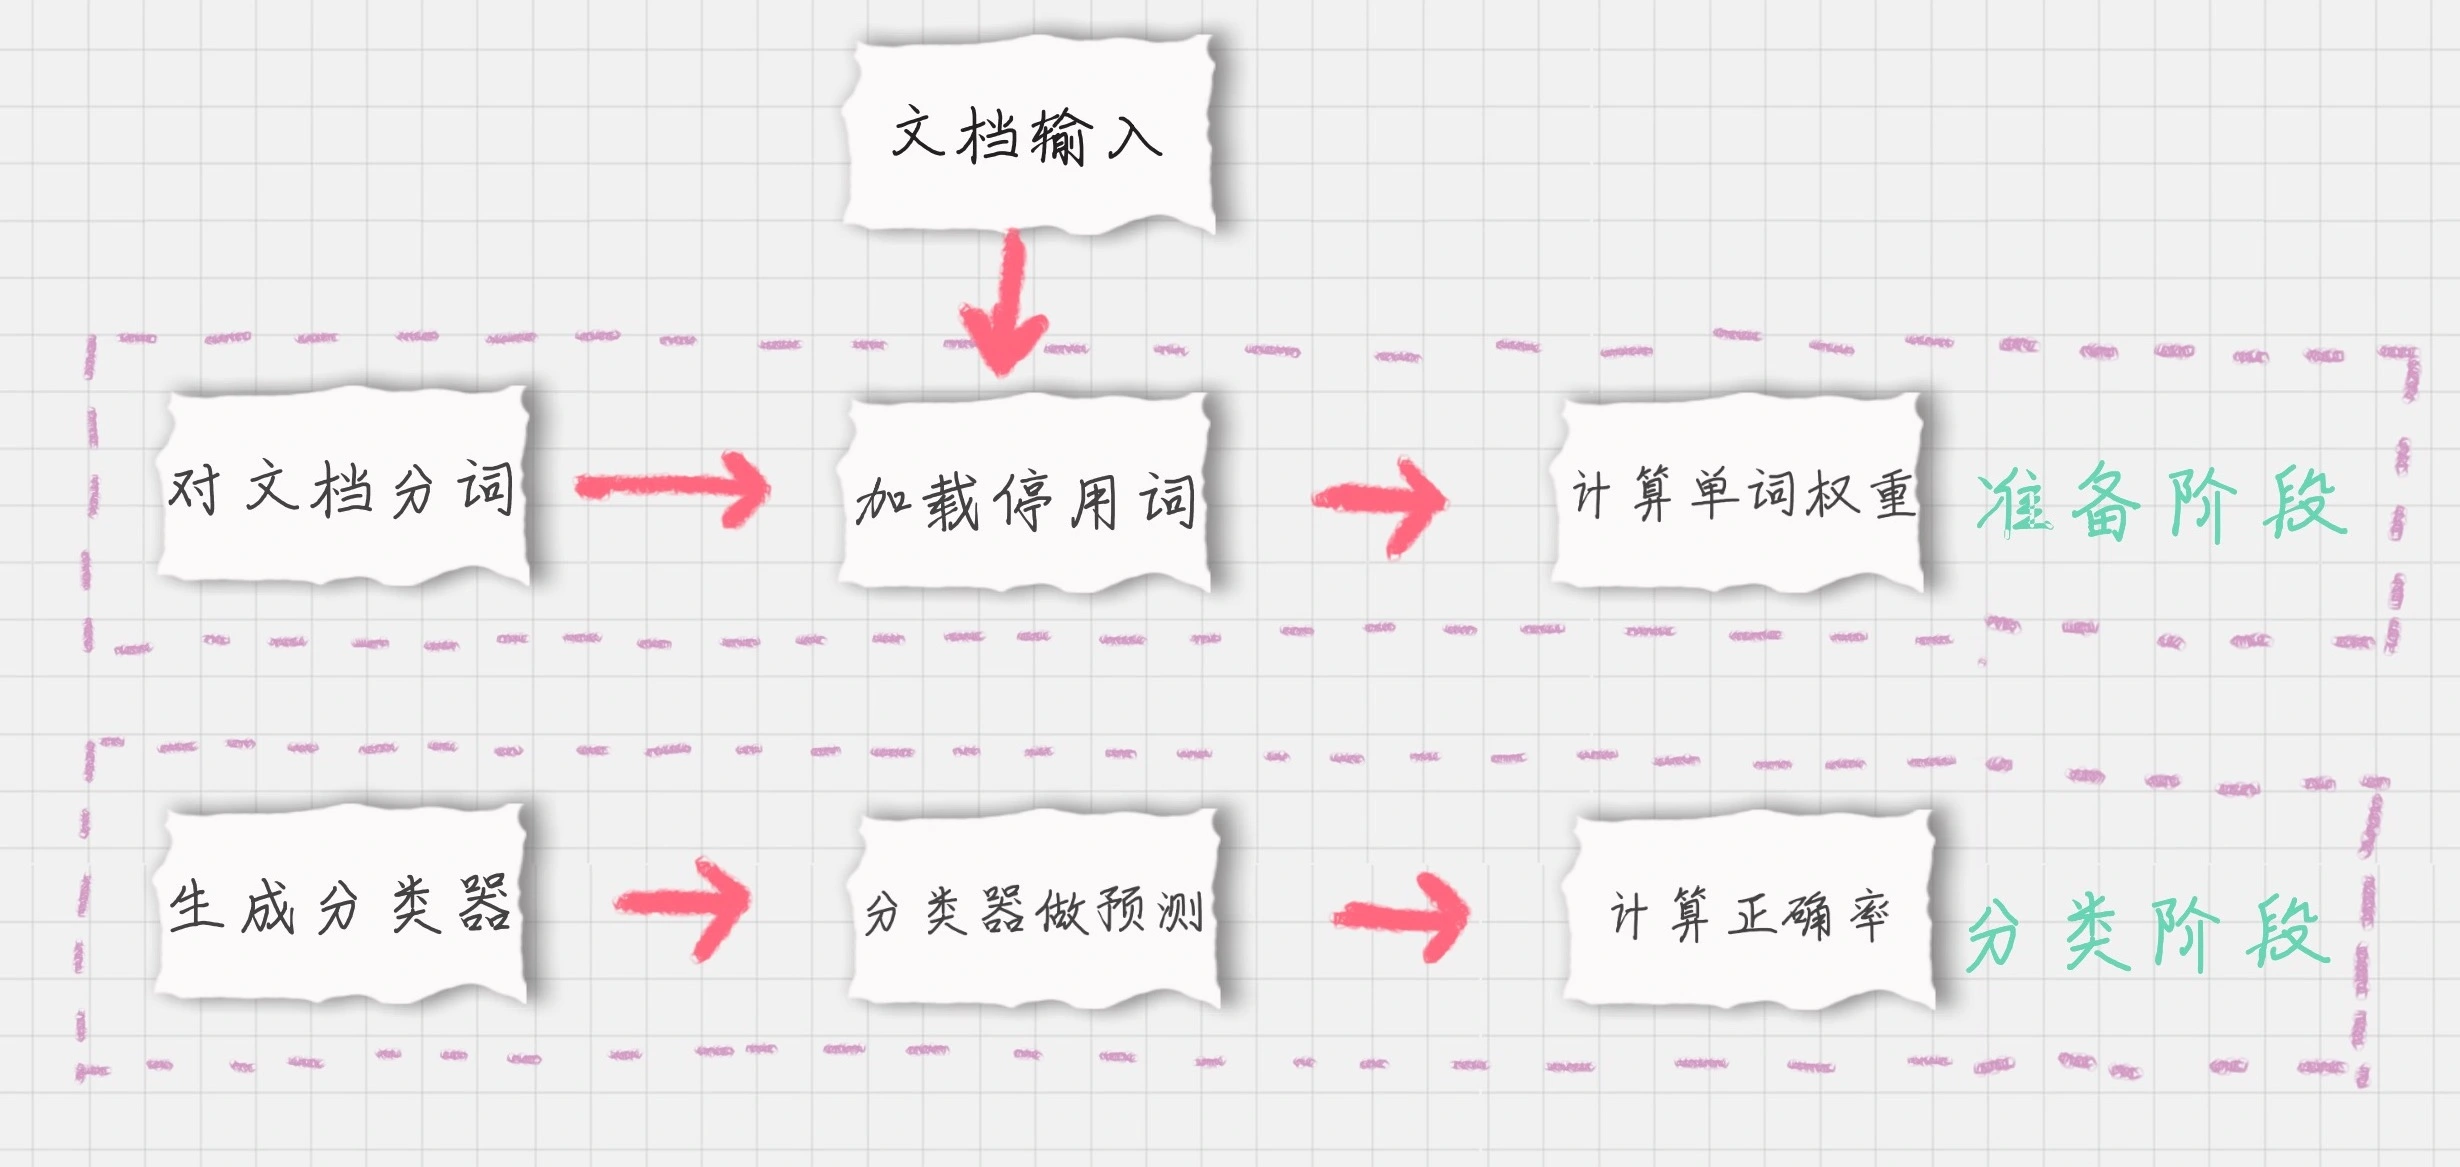 文档输入
对文档分词
加载停用词
计算单词权重
准备阶段
生成分类器
分类器做预测
计算正确率
分类阶段